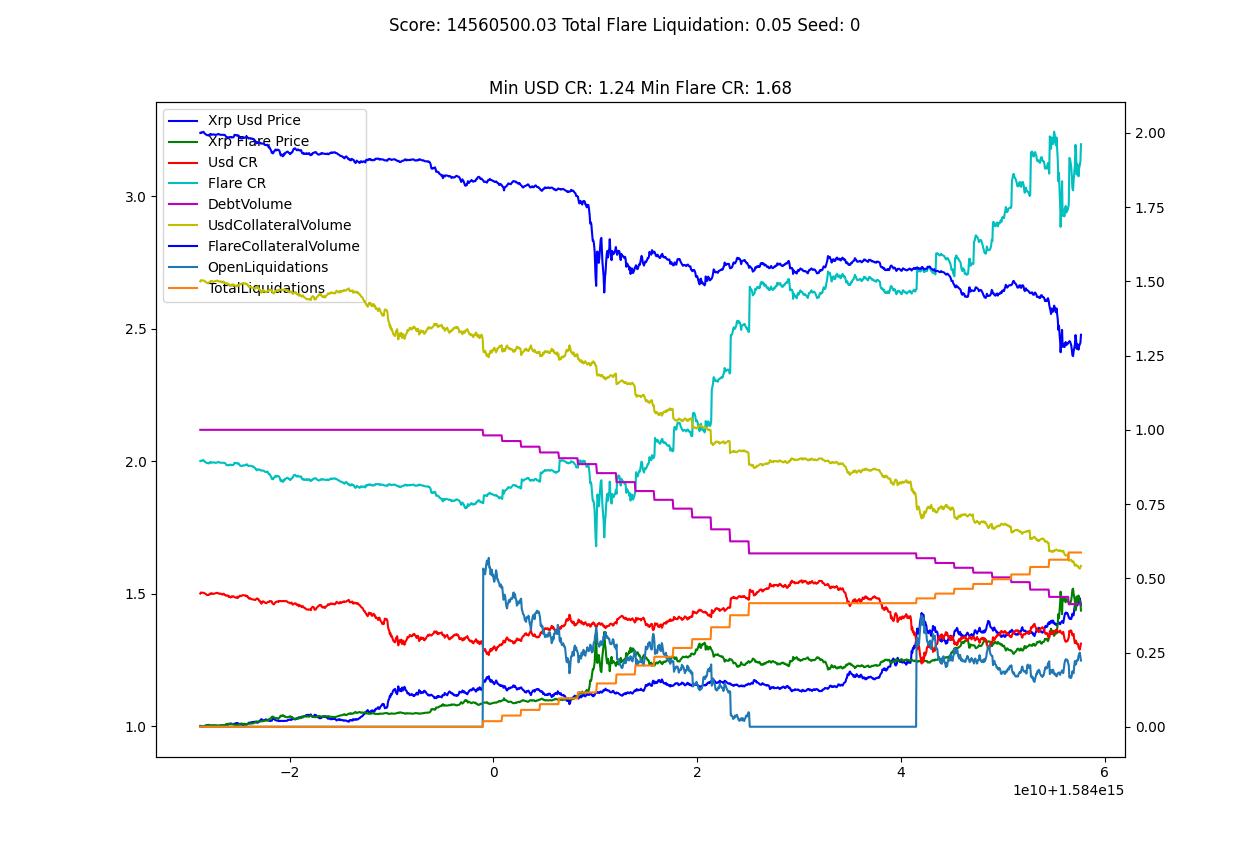 Score: 14560500.03 Total Flare Liquidation: 0.05 Seed: 0
Min USD CR: 1.24 Min Flare CR: 1.68
Xrp Usd Price
Xrp Flare Price
Usd CR
Flare CR
DebtVolume
UsdCollateralVolume
FlareCollateralVolume
OpenLiquidations
TotalLiquidations
3.0
2.5
2.0
1.5
1.0
2.00
1.75
1.50
1.25
1.00
0.75
0.50
0.25
0.00
−2
0
2
4
6
1e10+1.584e15